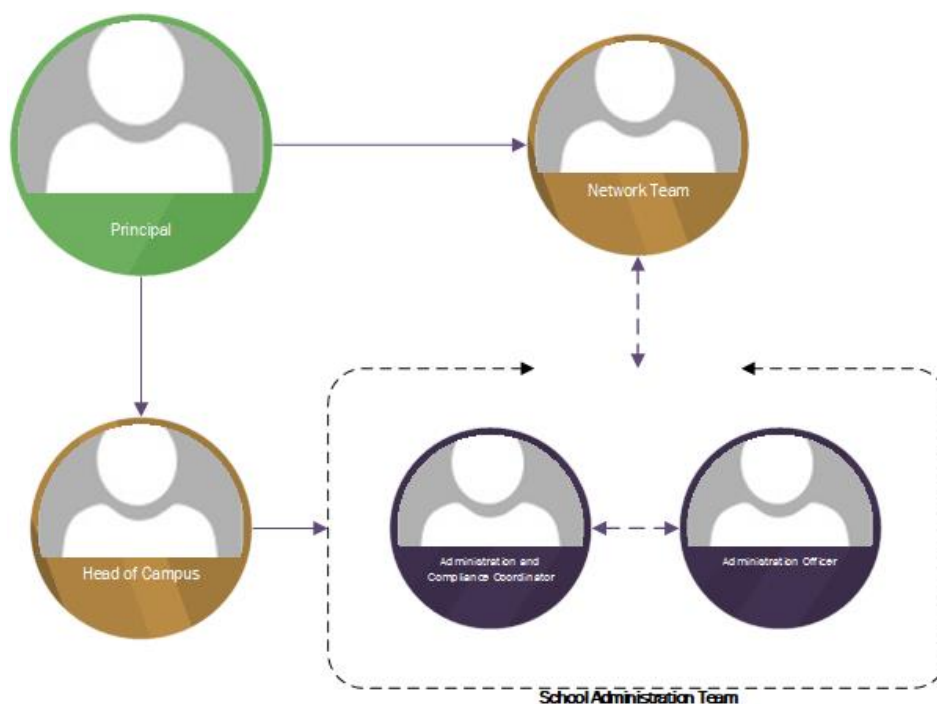 Principal
Network Team
Head of Campus
Administration and
Compliance Coordinator
Administration Officer
School Administration Team